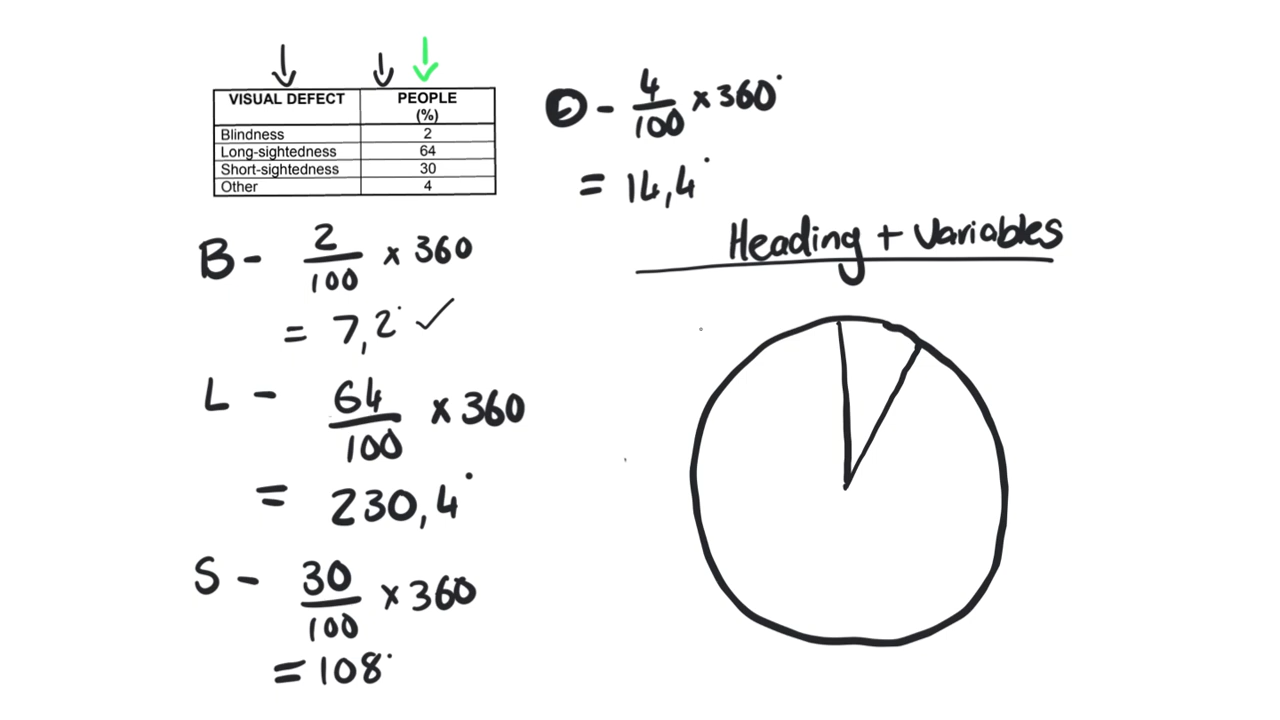 VISUAL DEFECT PEOPLE (%)
Blindness 2
Long-sightedness 64
Short-sightedness 30
Other 4
B - 2/100 x 360
= 7,2° ✓
L - 64/100 x 360
= 230,4°
S - 30/100 x 360
= 108°
O - 4/100 x 360°
= 14,4°
Heading + Variables